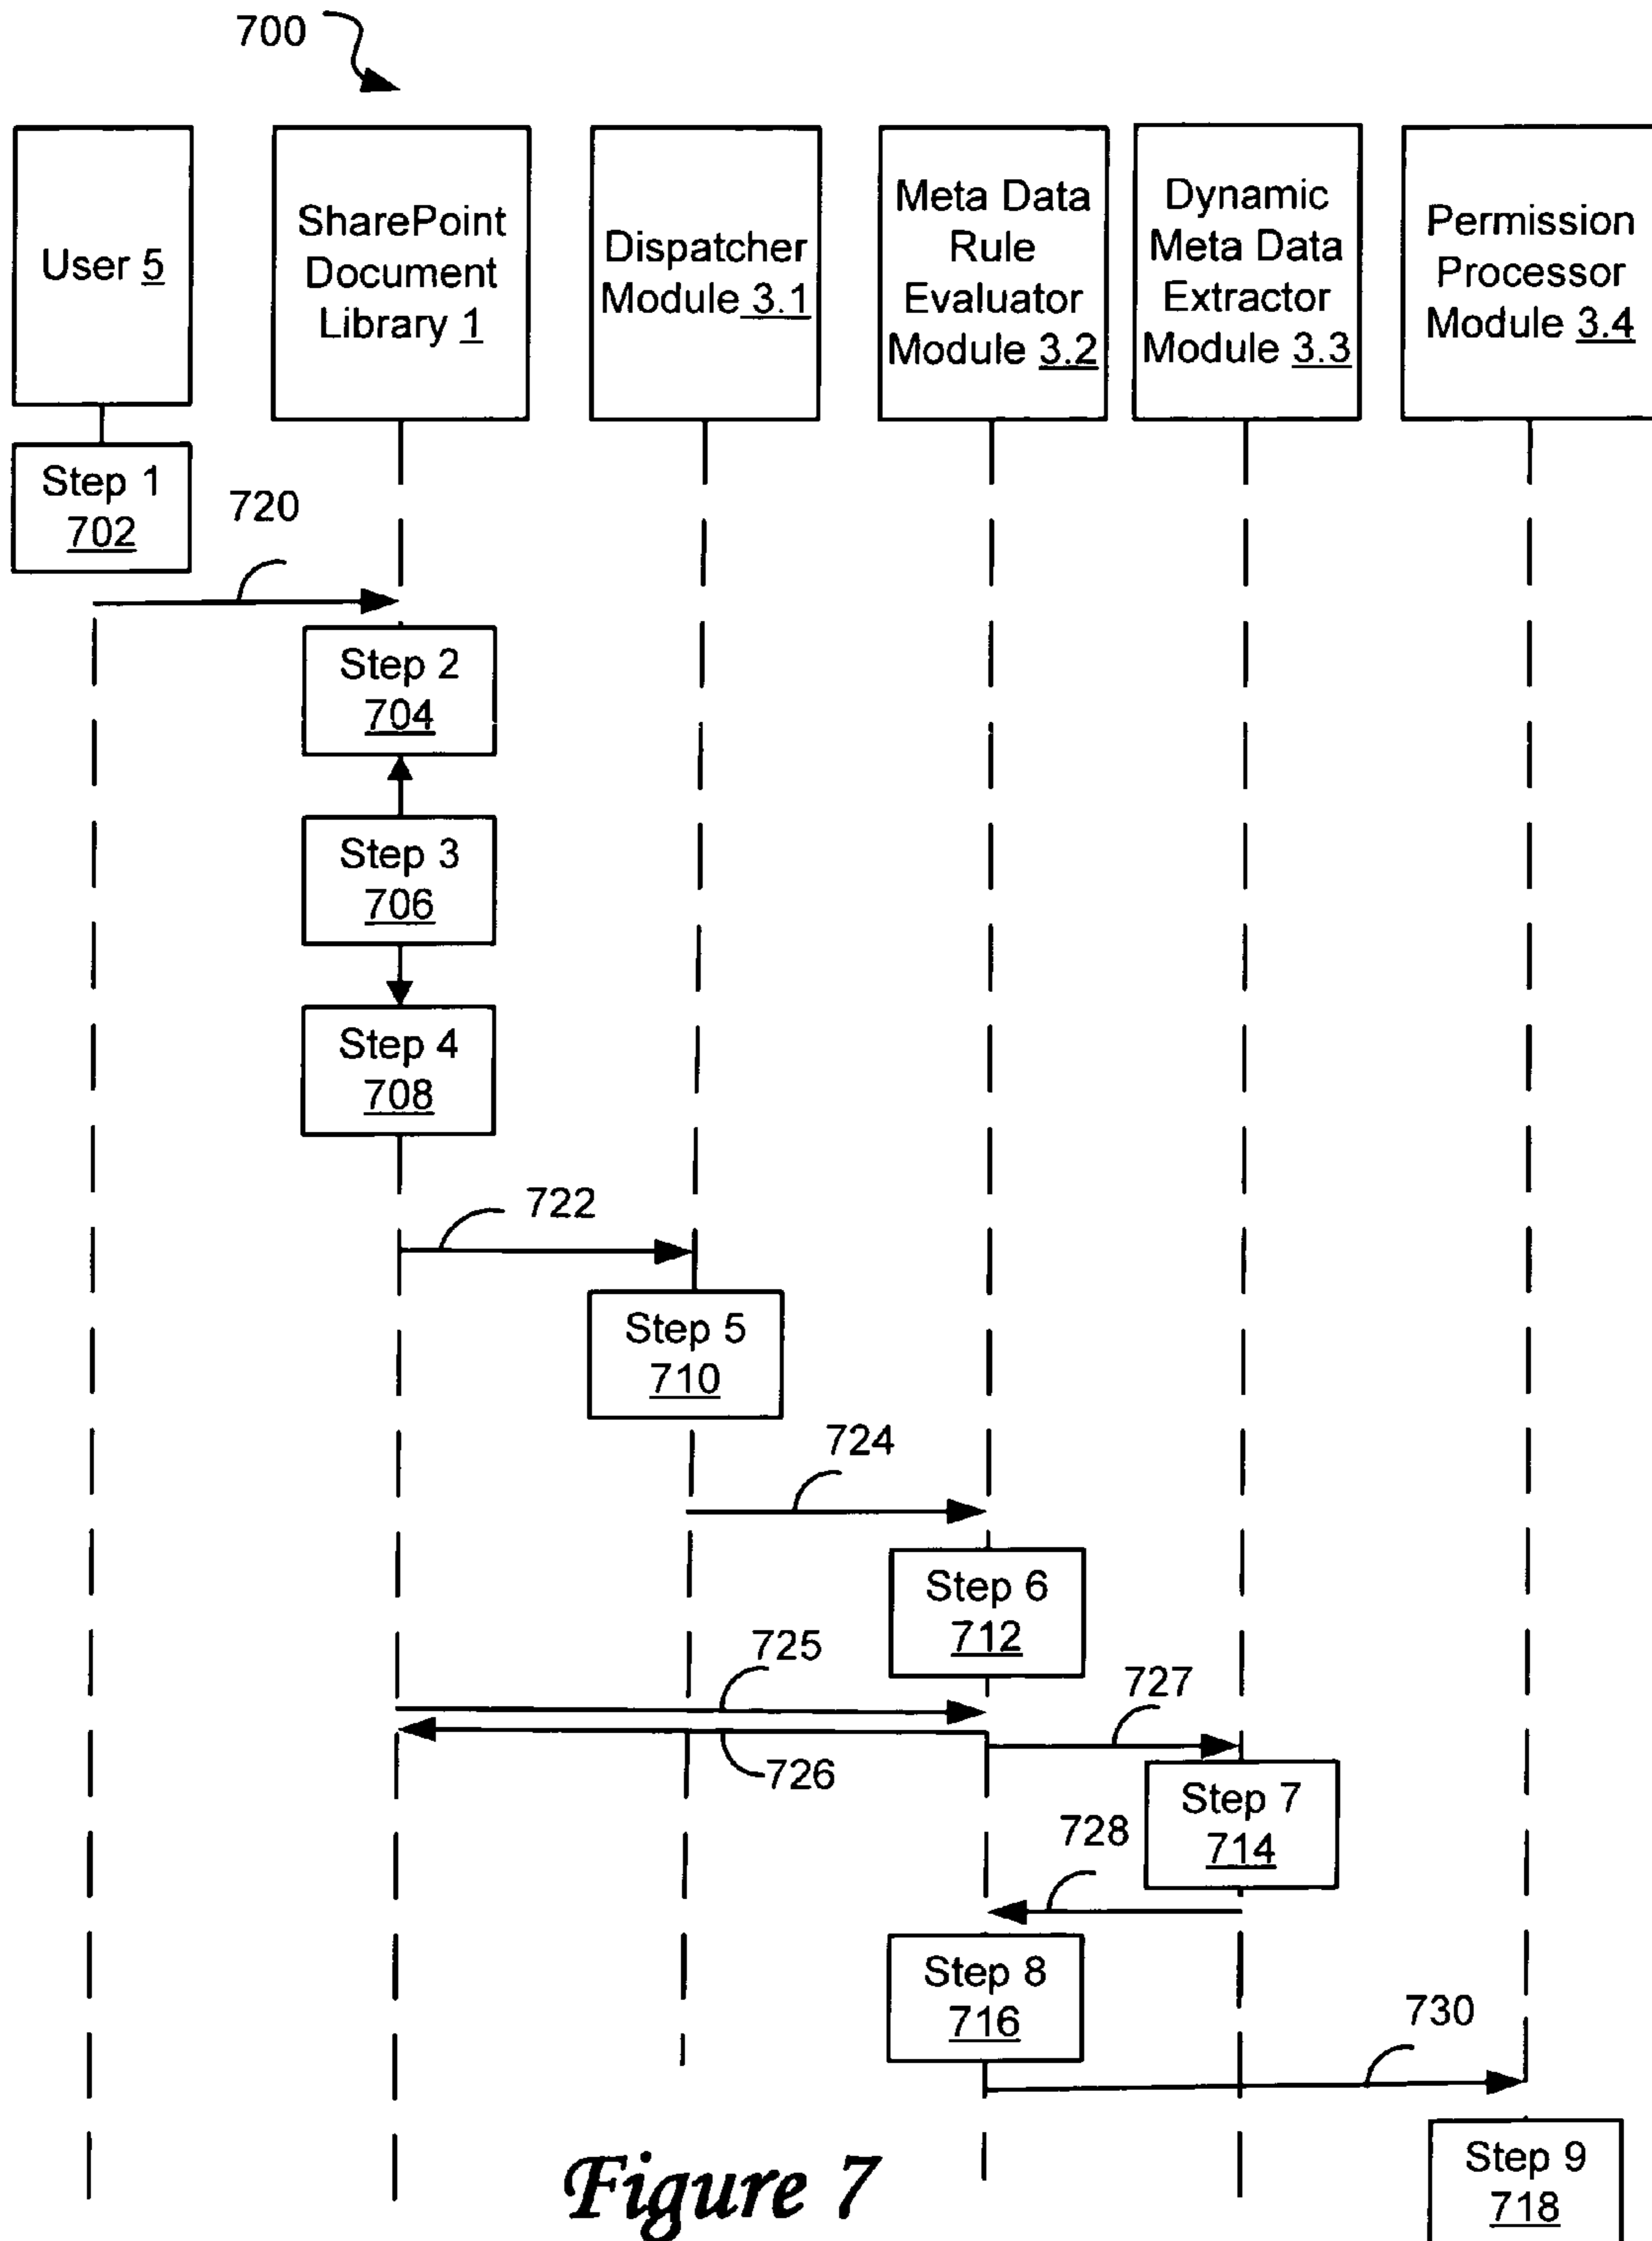 700
User 5
SharePoint
Document
Library 1
Dispatcher
Module 3.1
Meta Data
Rule
Evaluator
Module 3.2
Dynamic
Meta Data
Extractor
Module 3.3
Permission
Processor
Module 3.4
Step 1
702
720
Step 2
704
Step 3
706
Step 4
708
722
Step 5
710
724
Step 6
712
725
727
726
Step 7
714
728
Step 8
716
730
Step 9
718
Figure 7